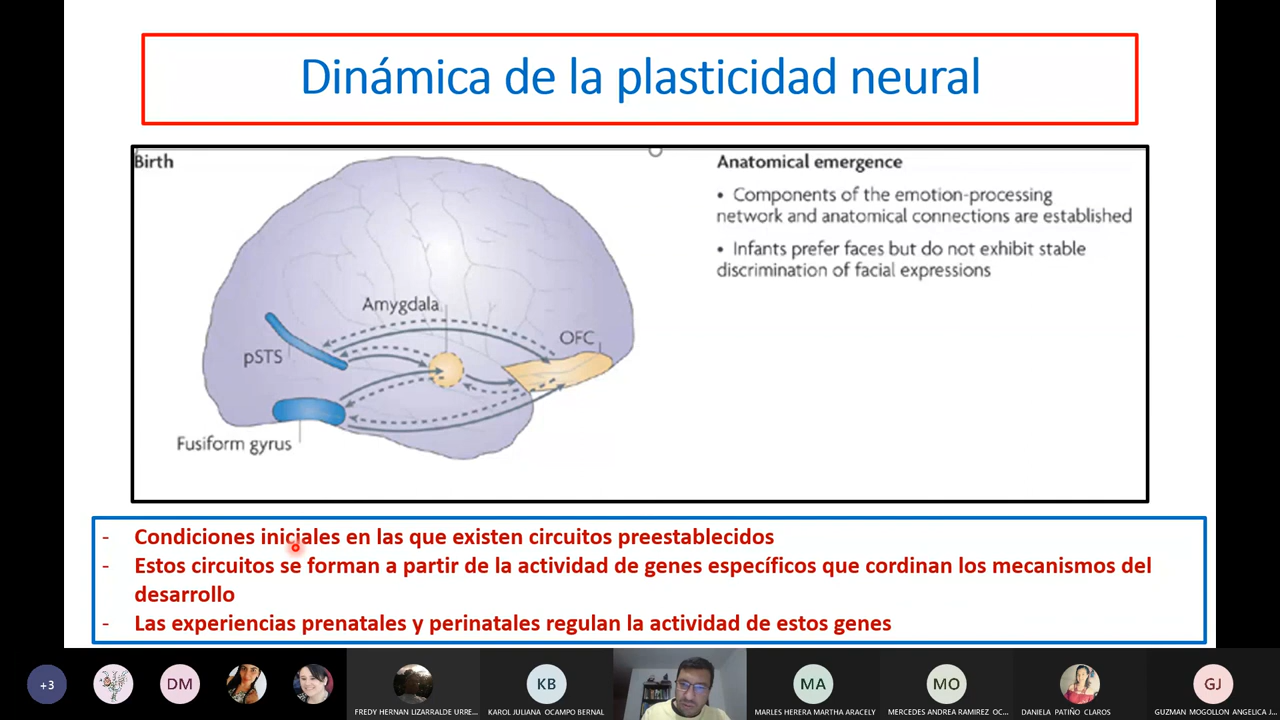 Dinámica de la plasticidad neural
Birth
Anatomical emergence
• Components of the emotion-processing
network and anatomical connections are established
• Infants prefer faces but do not exhibit stable
discrimination of facial expressions
Amygdala
OFC
pSTS
Fusiform gyrus
- Condiciones iniciales en las que existen circuitos preestablecidos
- Estos circuitos se forman a partir de la actividad de genes específicos que cordinan los mecanismos del
desarrollo
- Las experiencias prenatales y perinatales regulan la actividad de estos genes
+3
DM
KB
MA
MO
GJ
FREDY HERNAN LIZARRALDE URRE...
KAROL JULIANA OCAMPO BERNAL
MARLES HERERA MARTHA ARACELY
MERCEDES ANDREA RAMIREZ OC...
DANIELA PATIÑO CLAROS
GUZMAN MOGOLLON ANGELICA J...